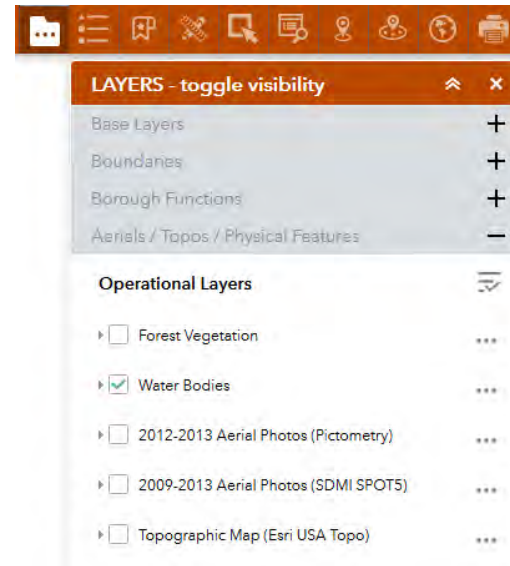 LAYERS - toggle visibility
Base Layers
Boundaries
Borough Functions
Aerials / Topos / Physical Features
Operational Layers
Forest Vegetation
Water Bodies
2012-2013 Aerial Photos (Pictometry)
2009-2013 Aerial Photos (SDMI SPOT5)
Topographic Map (Esri USA Topo)